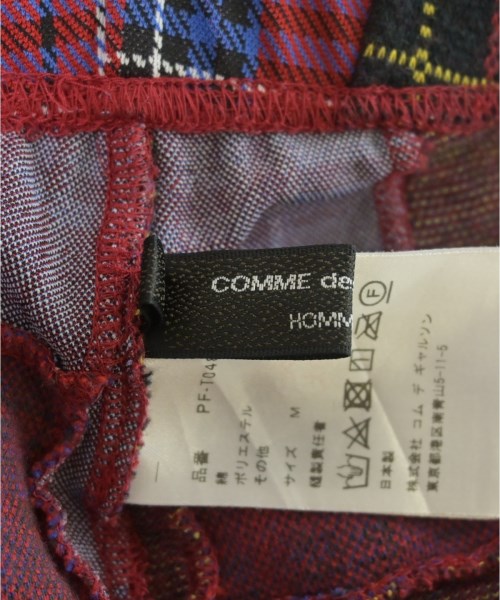 COMME de
HOMM
品番 PF-T04
綿
ポリエステル
その他
サイズ M
縫製責任者
日本製
株式会社 コム デ ギャルソン
東京都港区南青山5-11-5